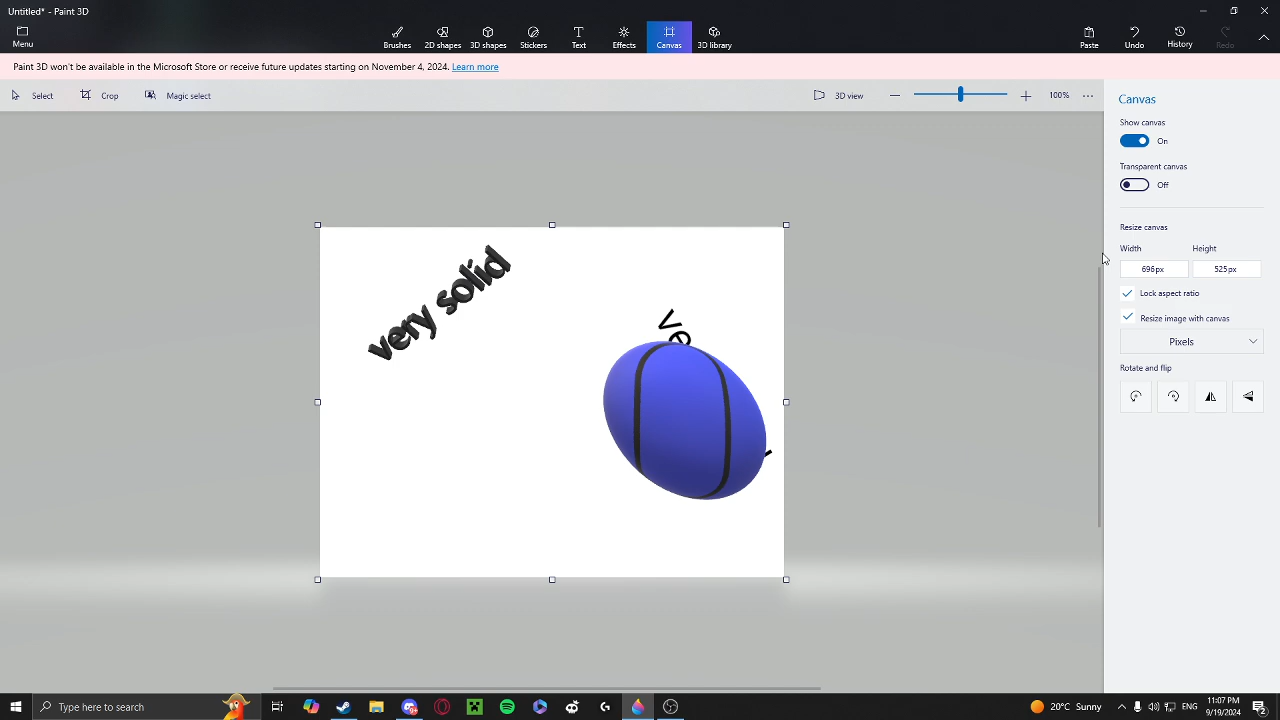 Untitled* - Paint 3D
Menu
Brushes
2D shapes
3D shapes
Stickers
Text
Effects
Canvas
3D library
Paste
Undo
History
Redo
Paint 3D won't be available in the Microsoft Store or receive future updates starting on November 4, 2024. Learn more
Select
Crop
Magic select
3D view
100%
Canvas
Show canvas
On
Transparent canvas
Off
Resize canvas
Width
Height
696px
525px
Lock aspect ratio
Resize image with canvas
Pixels
Rotate and flip
very solid
ve
Type here to search
20°C Sunny
ENG
11:07 PM
9/19/2024
2